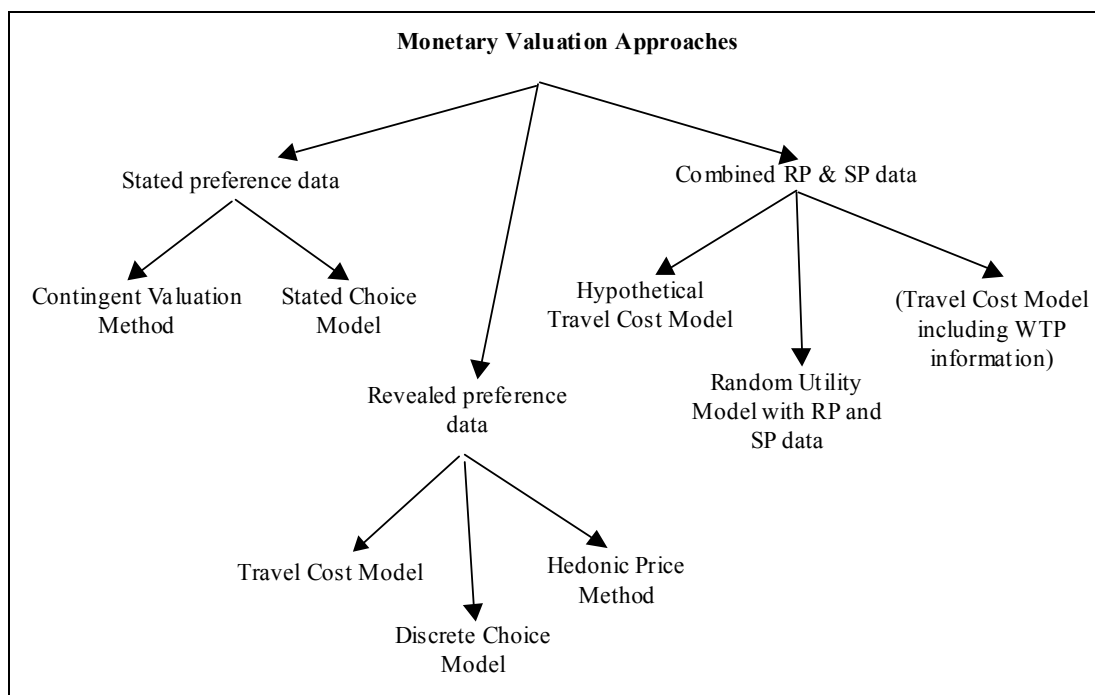 Monetary Valuation Approaches
Stated preference data
Combined RP & SP data
Contingent Valuation
Method
Stated Choice
Model
Hypothetical
Travel Cost Model
(Travel Cost Model
including WTP
information)
Random Utility
Model with RP and
SP data
Revealed preference
data
Travel Cost Model
Hedonic Price
Method
Discrete Choice
Model